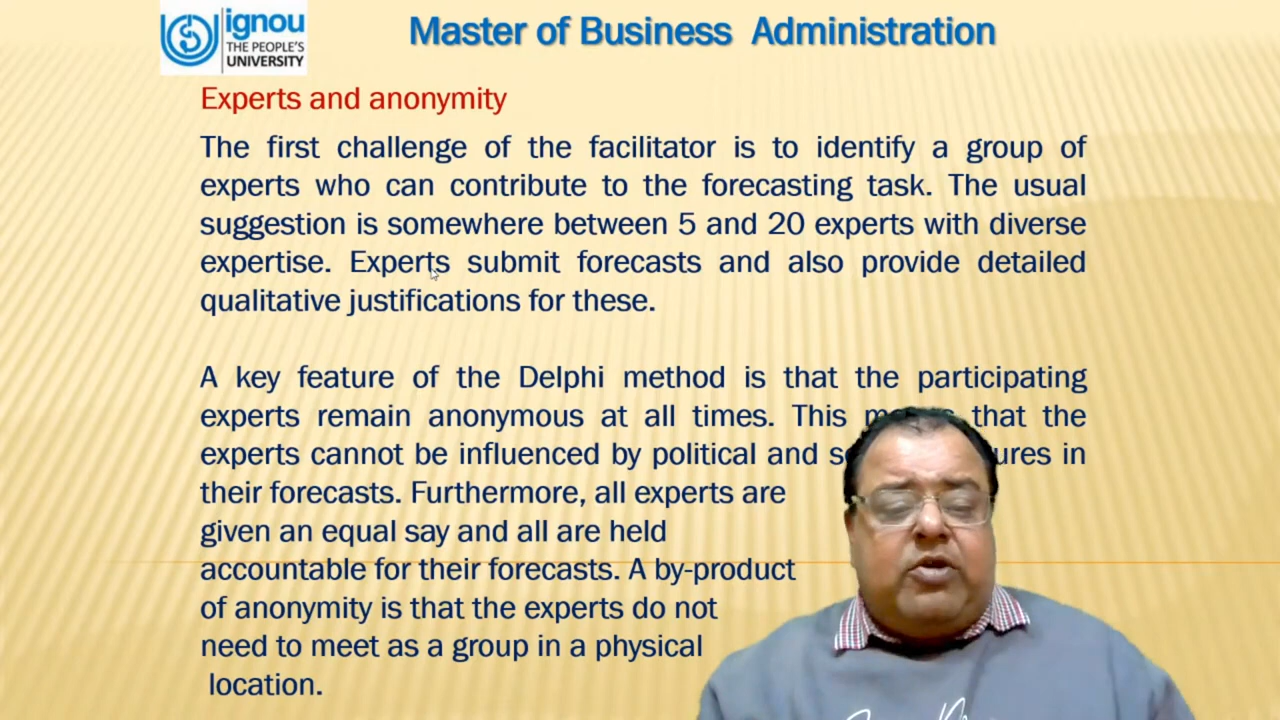 ignou
THE PEOPLE'S
UNIVERSITY
Master of Business Administration
Experts and anonymity
The first challenge of the facilitator is to identify a group of
experts who can contribute to the forecasting task. The usual
suggestion is somewhere between 5 and 20 experts with diverse
expertise. Experts submit forecasts and also provide detailed
qualitative justifications for these.
A key feature of the Delphi method is that the participating
experts remain anonymous at all times. This that the
experts cannot be influenced by political and in
their forecasts. Furthermore, all experts are
given an equal say and all are held
accountable for their forecasts. A by-product
of anonymity is that the experts do not
need to meet as a group in a physical
location.